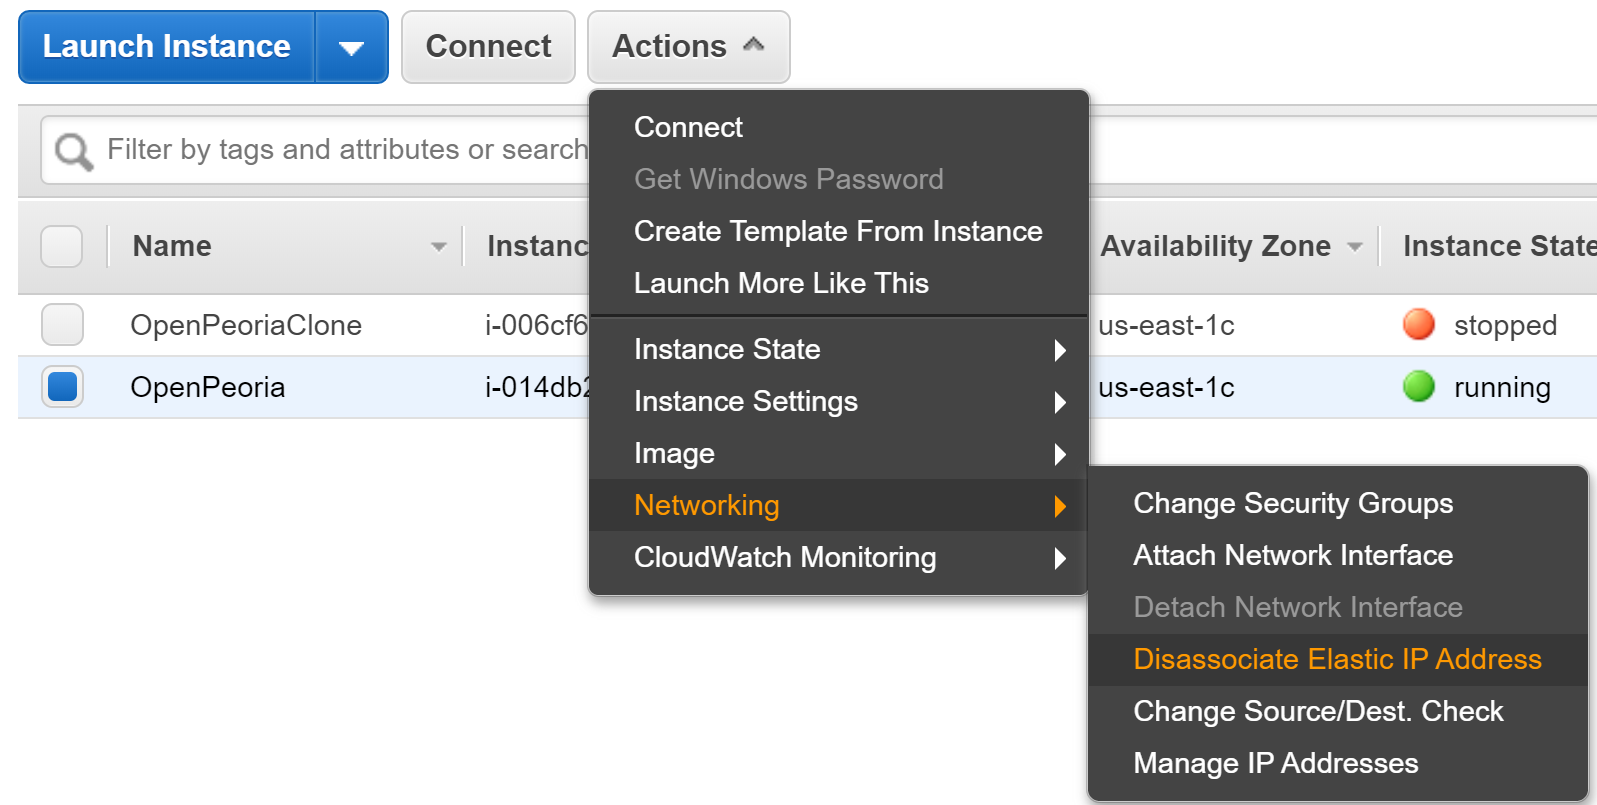 Launch Instance Connect Actions
Filter by tags and attributes or search
Name Instanc Availability Zone Instance State
OpenPeoriaClone i-006cf6 us-east-1c stopped
OpenPeoria i-014db2 us-east-1c running
Connect
Get Windows Password
Create Template From Instance
Launch More Like This
Instance State
Instance Settings
Image
Networking
CloudWatch Monitoring
Change Security Groups
Attach Network Interface
Detach Network Interface
Disassociate Elastic IP Address
Change Source/Dest. Check
Manage IP Addresses